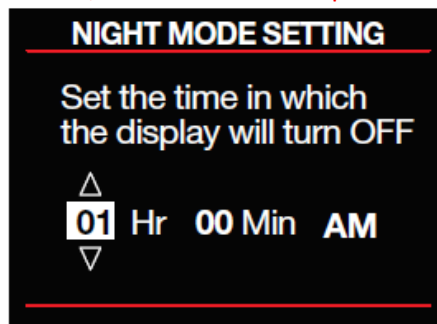 NIGHT MODE SETTING
Set the time in which
the display will turn OFF
01 Hr 00 Min AM